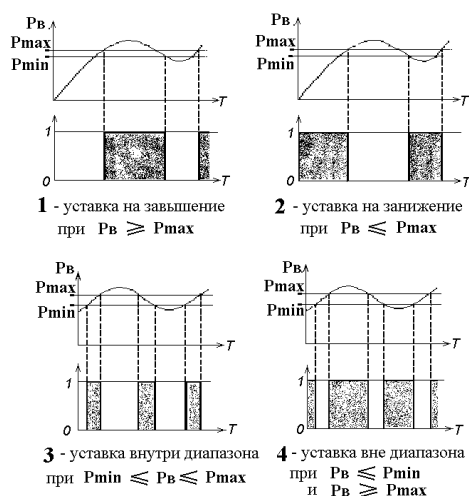 Pв
Pmax
Pmin
T
1
0
T
1 - уставка на завышение
при Pв ⩾ Pmax
Pв
Pmax
Pmin
T
1
0
T
2 - уставка на занижение
при Pв ⩽ Pmax
Pв
Pmax
Pmin
T
1
T
3 - уставка внутри диапазона
при Pmin ⩽ Pв ⩽ Pmax
Pв
Pmax
Pmin
T
1
T
4 - уставка вне диапазона
при Pв ⩽ Pmin
и Pв ⩾ Pmax